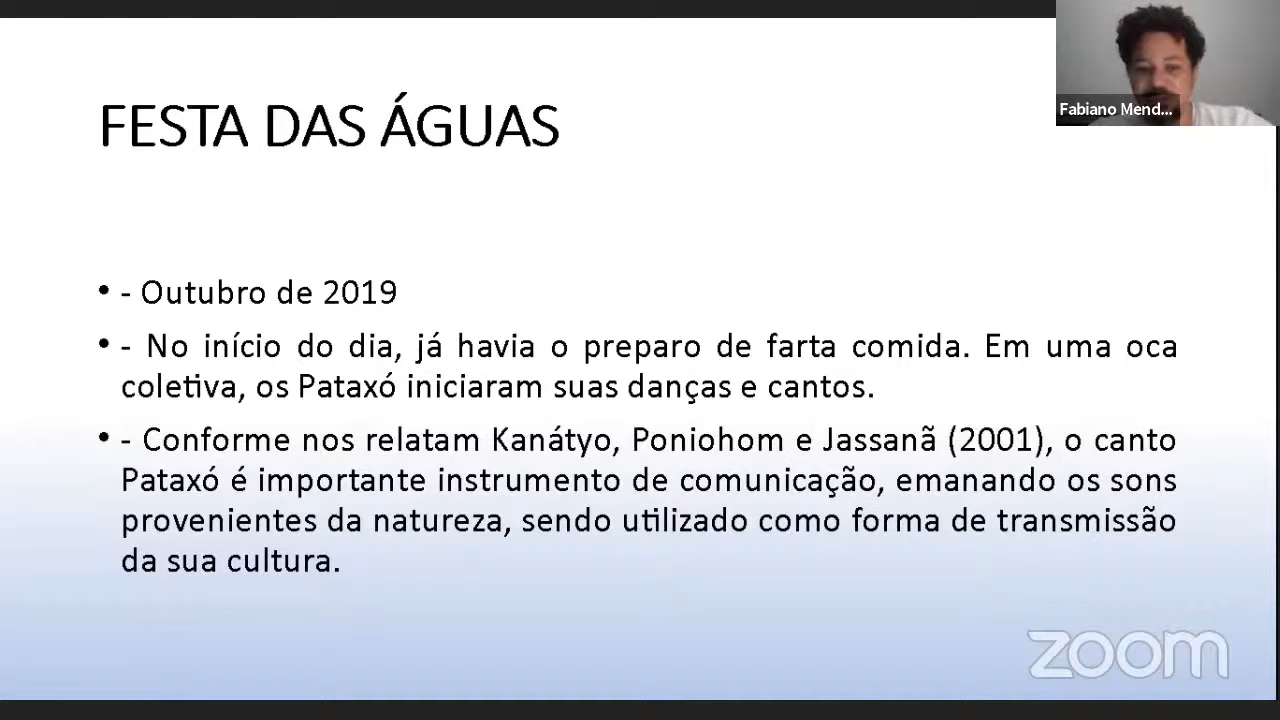 Fabiano Mend...
FESTA DAS ÁGUAS
• - Outubro de 2019
• - No início do dia, já havia o preparo de farta comida. Em uma oca
coletiva, os Pataxó iniciaram suas danças e cantos.
• - Conforme nos relatam Kanátyo, Poniohom e Jassanã (2001), o canto
Pataxó é importante instrumento de comunicação, emanando os sons
provenientes da natureza, sendo utilizado como forma de transmissão
da sua cultura.
zoom